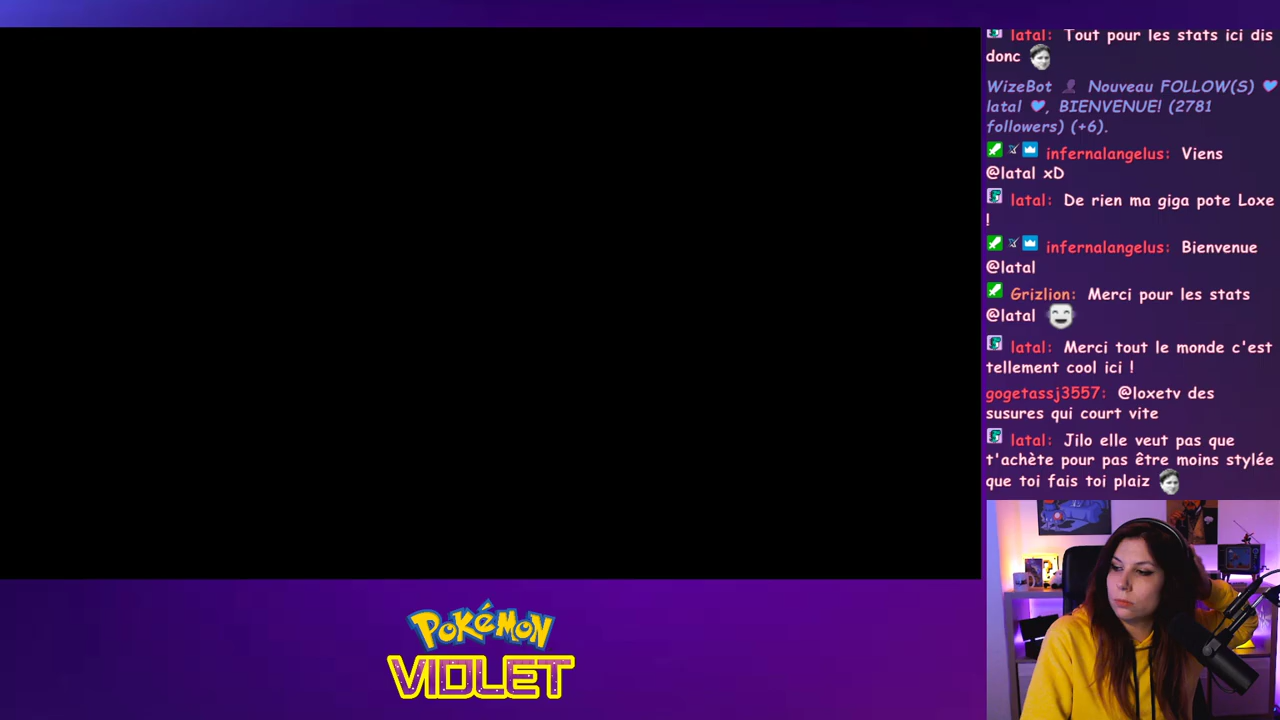 latal: Tout pour les stats ici dis
donc
WizeBot Nouveau FOLLOW(S)
latal , BIENVENUE! (2781
followers) (+6).
infernalangelus: Viens
@latal xD
latal: De rien ma giga pote Loxe
!
infernalangelus: Bienvenue
@latal
Grizlion: Merci pour les stats
@latal
latal: Merci tout le monde c'est
tellement cool ici !
gogetassj3557: @loxetv des
susures qui court vite
latal: Jilo elle veut pas que
t'achète pour pas être moins stylée
que toi fais toi plaiz
POKéMON
VIOLET